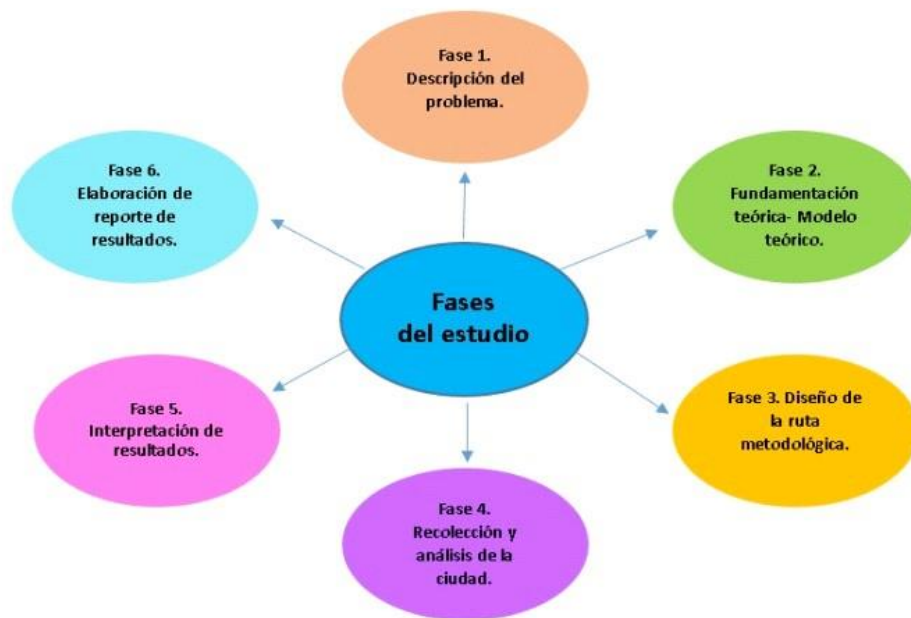 Fase 1.
Descripción del
problema.
Fase 2.
Fundamentación
teórica- Modelo
teórico.
Fase 3. Diseño de
la ruta
metodológica.
Fase 4.
Recolección y
análisis de la
ciudad.
Fase 5.
Interpretación de
resultados.
Fase 6.
Elaboración de
reporte de
resultados.
Fases
del estudio